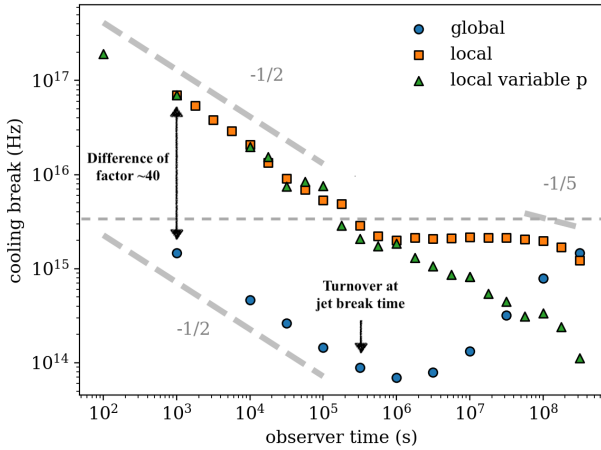 global
local
local variable p
-1/2
Difference of
factor ~40
-1/5
Turnover at
jet break time
-1/2
cooling break (Hz)
10^17
10^16
10^15
10^14
10^2 10^3 10^4 10^5 10^6 10^7 10^8
observer time (s)